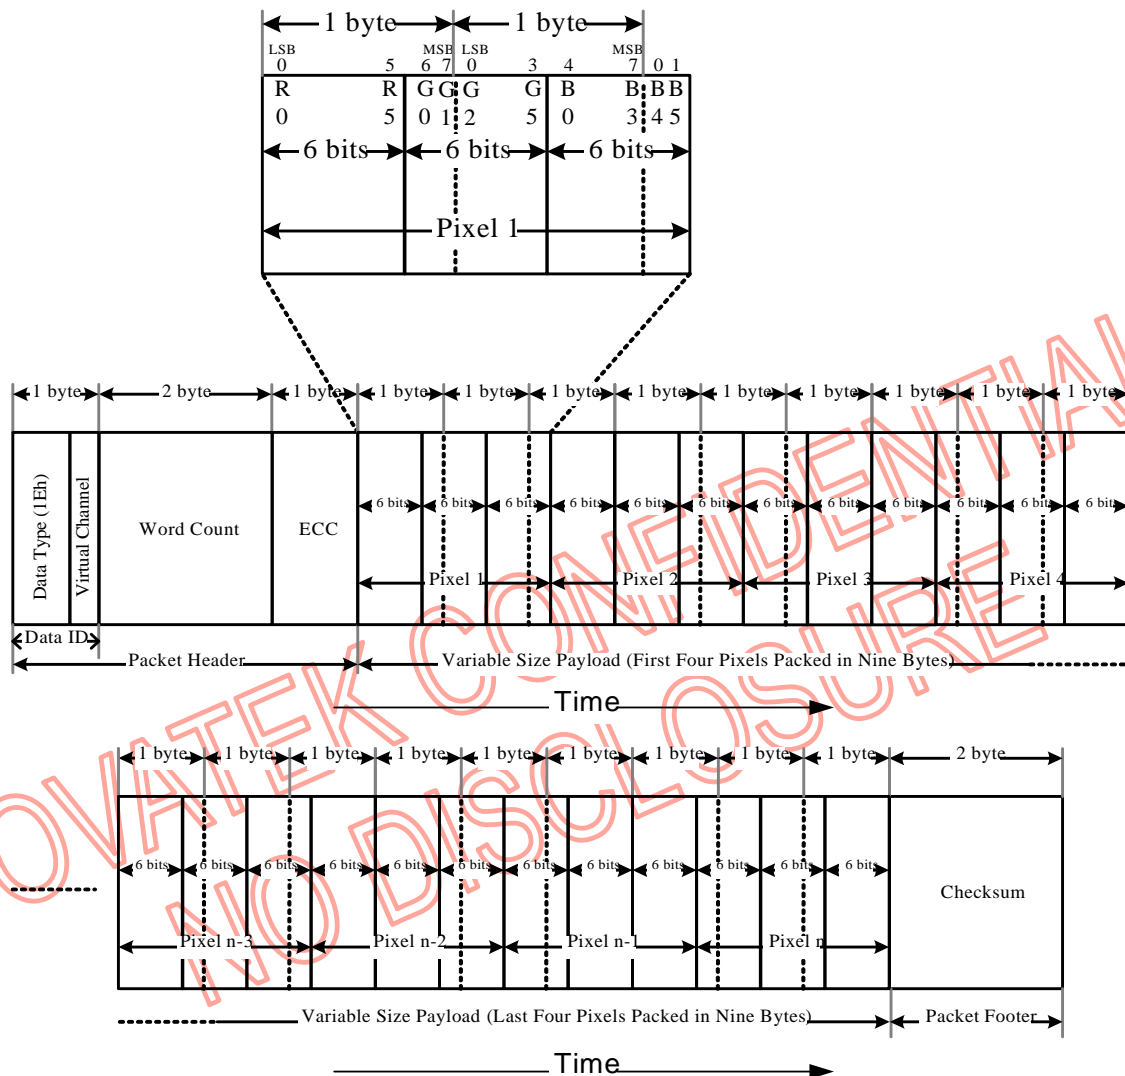 1 byte 1 byte
LSB MSB LSB MSB
0 5 6 7 0 3 4 7 0 1
R R G G G G B B B B
0 5 0 1 2 5 0 3 4 5
6 bits 6 bits 6 bits
Pixel 1
1 byte 2 byte 1 byte 1 byte 1 byte 1 byte 1 byte 1 byte 1 byte 1 byte 1 byte 1 byte
Data Type (1Eh)
Virtual Channel
Word Count
ECC
6 bits 6 bits 6 bits 6 bits 6 bits 6 bits 6 bits 6 bits 6 bits 6 bits 6 bits 6 bits
Pixel 1 Pixel 2 Pixel 3 Pixel 4
Data ID
Packet Header Variable Size Payload (First Four Pixels Packed in Nine Bytes)
Time
1 byte 1 byte 1 byte 1 byte 1 byte 1 byte 1 byte 1 byte 1 byte 2 byte
6 bits 6 bits 6 bits 6 bits 6 bits 6 bits 6 bits 6 bits 6 bits 6 bits 6 bits 6 bits
Checksum
Pixel n-3 Pixel n-2 Pixel n-1 Pixel n
Variable Size Payload (Last Four Pixels Packed in Nine Bytes) Packet Footer
Time
OVATEK CONFIDENTIAL
NO DISCLOSURE